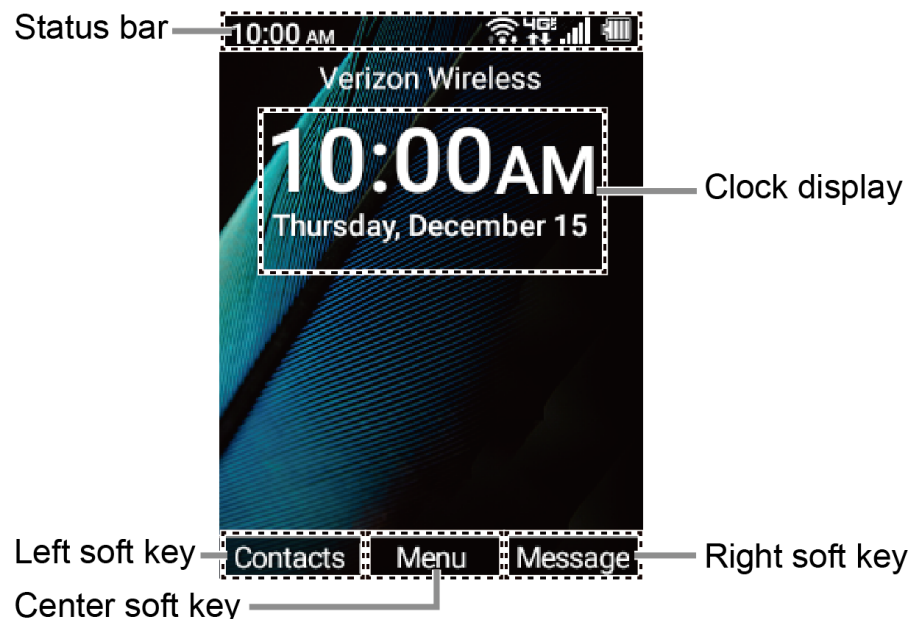 Status bar
10:00 AM
4GE
Verizon Wireless
10:00AM
Thursday, December 15
Clock display
Left soft key
Contacts
Menu
Message
Right soft key
Center soft key